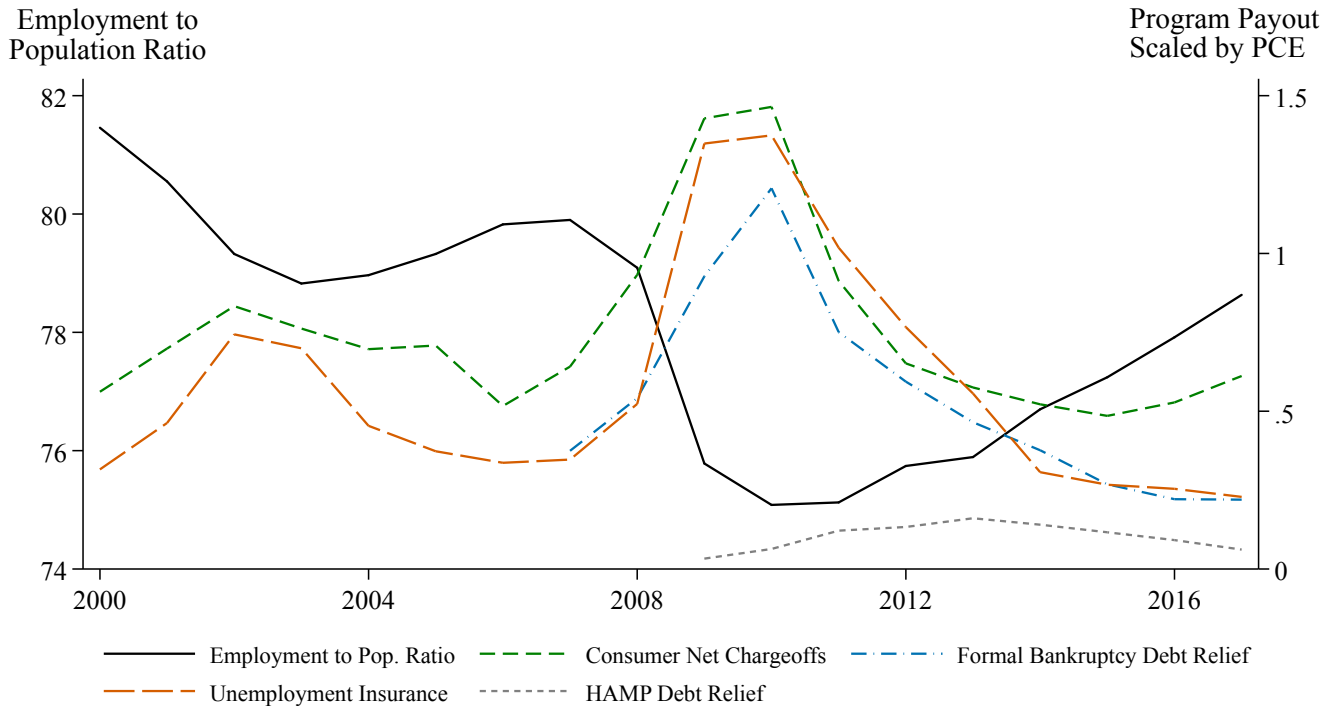 Employment to
Population Ratio
Program Payout
Scaled by PCE
82
80
78
76
74
1.5
1
.5
0
2000 2004 2008 2012 2016
Employment to Pop. Ratio Consumer Net Chargeoffs Formal Bankruptcy Debt Relief
Unemployment Insurance HAMP Debt Relief